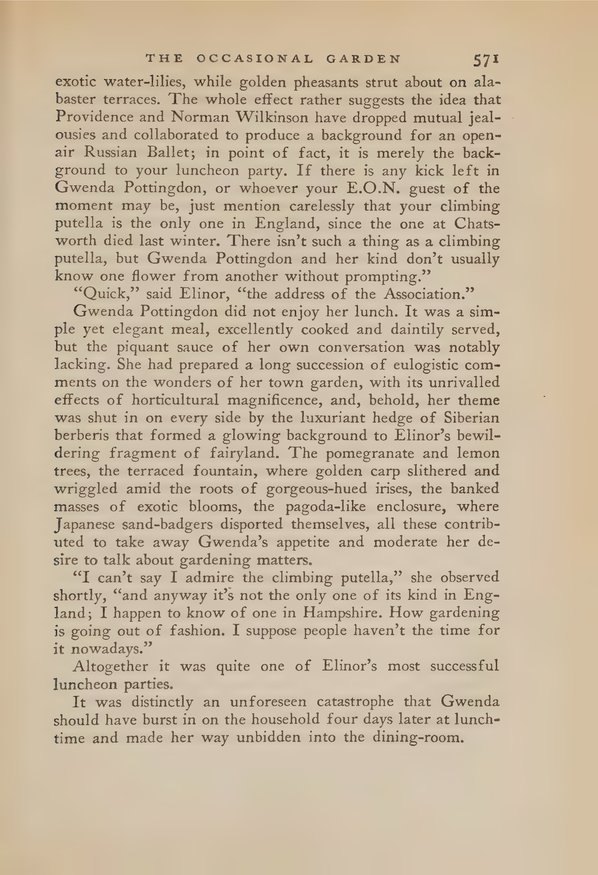 THE OCCASIONAL GARDEN 571
exotic water-lilies, while golden pheasants strut about on ala-
baster terraces. The whole effect rather suggests the idea that
Providence and Norman Wilkinson have dropped mutual jeal-
ousies and collaborated to produce a background for an open-
air Russian Ballet; in point of fact, it is merely the back-
ground to your luncheon party. If there is any kick left in
Gwenda Pottingdon, or whoever your E.O.N. guest of the
moment may be, just mention carelessly that your climbing
putella is the only one in England, since the one at Chats-
worth died last winter. There isn’t such a thing as a climbing
putella, but Gwenda Pottingdon and her kind don’t usually
know one flower from another without prompting.”
“Quick,” said Elinor, “the address of the Association.”
Gwenda Pottingdon did not enjoy her lunch. It was a sim-
ple yet elegant meal, excellently cooked and daintily served,
but the piquant sauce of her own conversation was notably
lacking. She had prepared a long succession of eulogistic com-
ments on the wonders of her town garden, with its unrivalled
effects of horticultural magnificence, and, behold, her theme
was shut in on every side by the luxuriant hedge of Siberian
berberis that formed a glowing background to Elinor’s bewil-
dering fragment of fairyland. The pomegranate and lemon
trees, the terraced fountain, where golden carp slithered and
wriggled amid the roots of gorgeous-hued irises, the banked
masses of exotic blooms, the pagoda-like enclosure, where
Japanese sand-badgers disported themselves, all these contrib-
uted to take away Gwenda’s appetite and moderate her de-
sire to talk about gardening matters.
“I can’t say I admire the climbing putella,” she observed
shortly, “and anyway it’s not the only one of its kind in Eng-
land; I happen to know of one in Hampshire. How gardening
is going out of fashion. I suppose people haven’t the time for
it nowadays.”
Altogether it was quite one of Elinor’s most successful
luncheon parties.
It was distinctly an unforeseen catastrophe that Gwenda
should have burst in on the household four days later at lunch-
time and made her way unbidden into the dining-room.